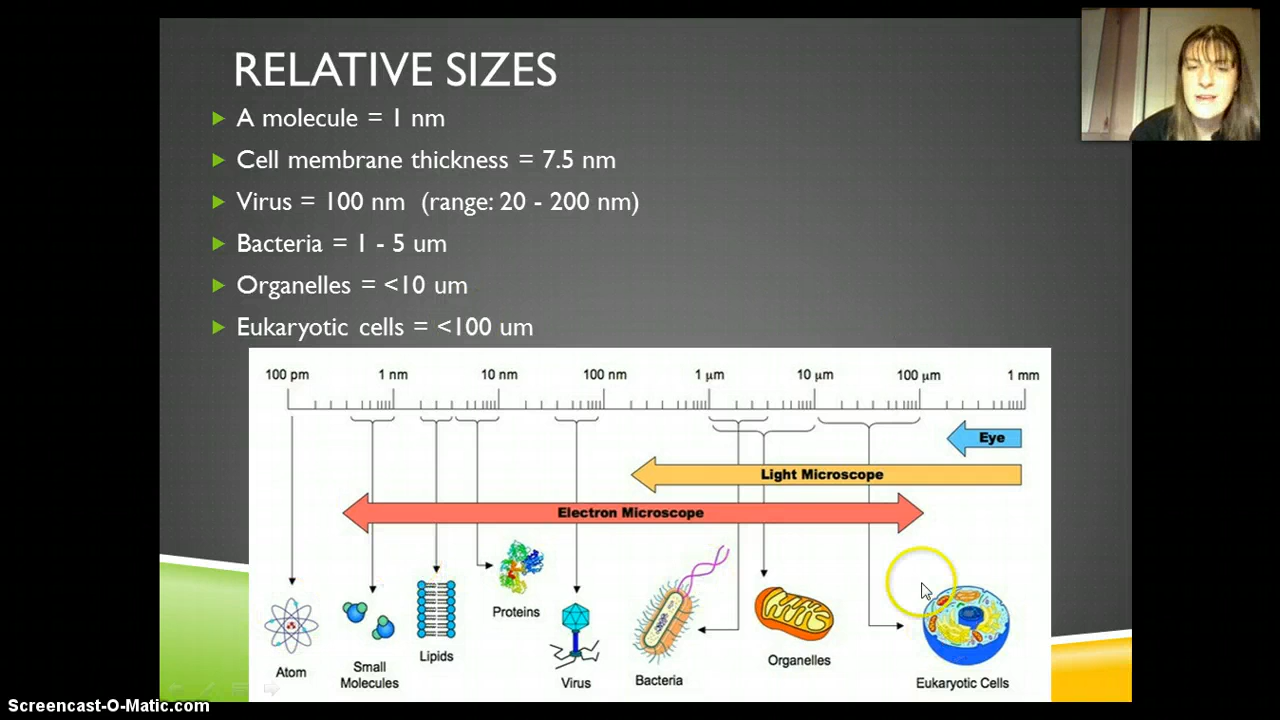 RELATIVE SIZES
A molecule = 1 nm
Cell membrane thickness = 7.5 nm
Virus = 100 nm (range: 20 - 200 nm)
Bacteria = 1 - 5 um
Organelles = <10 um
Eukaryotic cells = <100 um
100 pm 1 nm 10 nm 100 nm 1 μm 10 μm 100 μm 1 mm
Eye
Light Microscope
Electron Microscope
Atom
Small
Molecules
Lipids
Proteins
Virus
Bacteria
Organelles
Eukaryotic Cells
Screencast-O-Matic.com